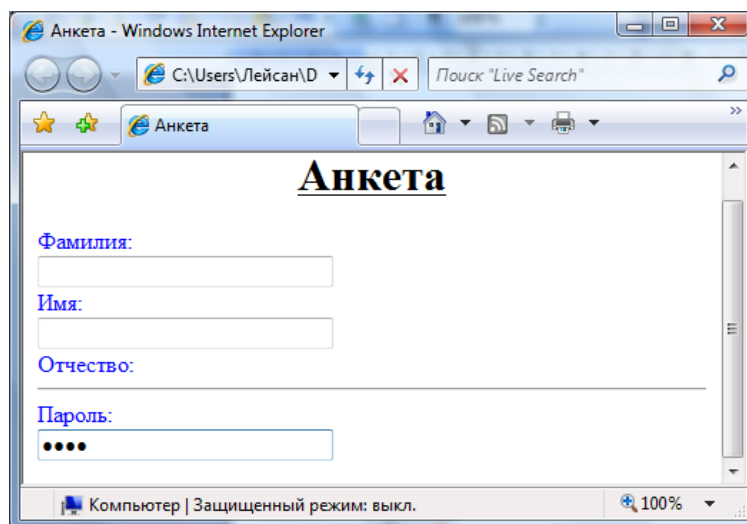 Анкета - Windows Internet Explorer
C:\Users\Лейсан\D
Поиск "Live Search"
Анкета
»
Анкета
Фамилия:
Имя:
Отчество:
Пароль:
••••
Компьютер | Защищенный режим: выкл.
100%